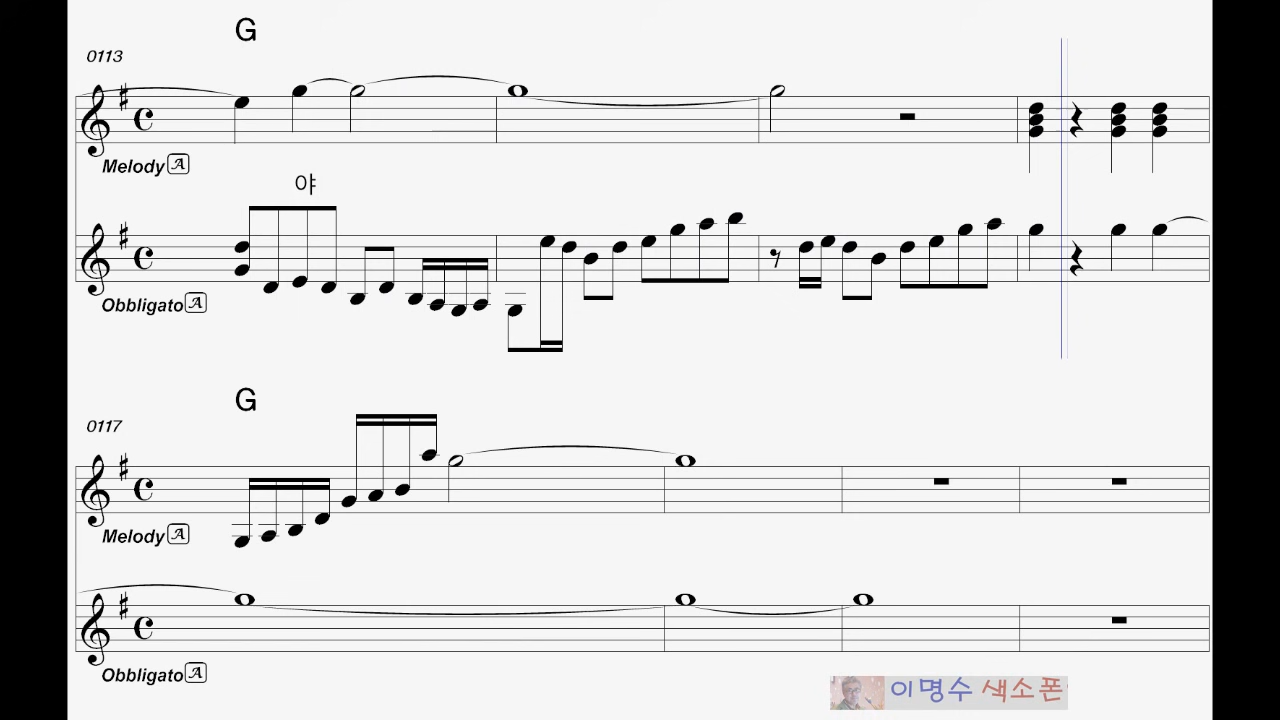 G
0113
Melody A
야
Obbligato A
G
0117
Melody A
Obbligato A
이명수 색소폰